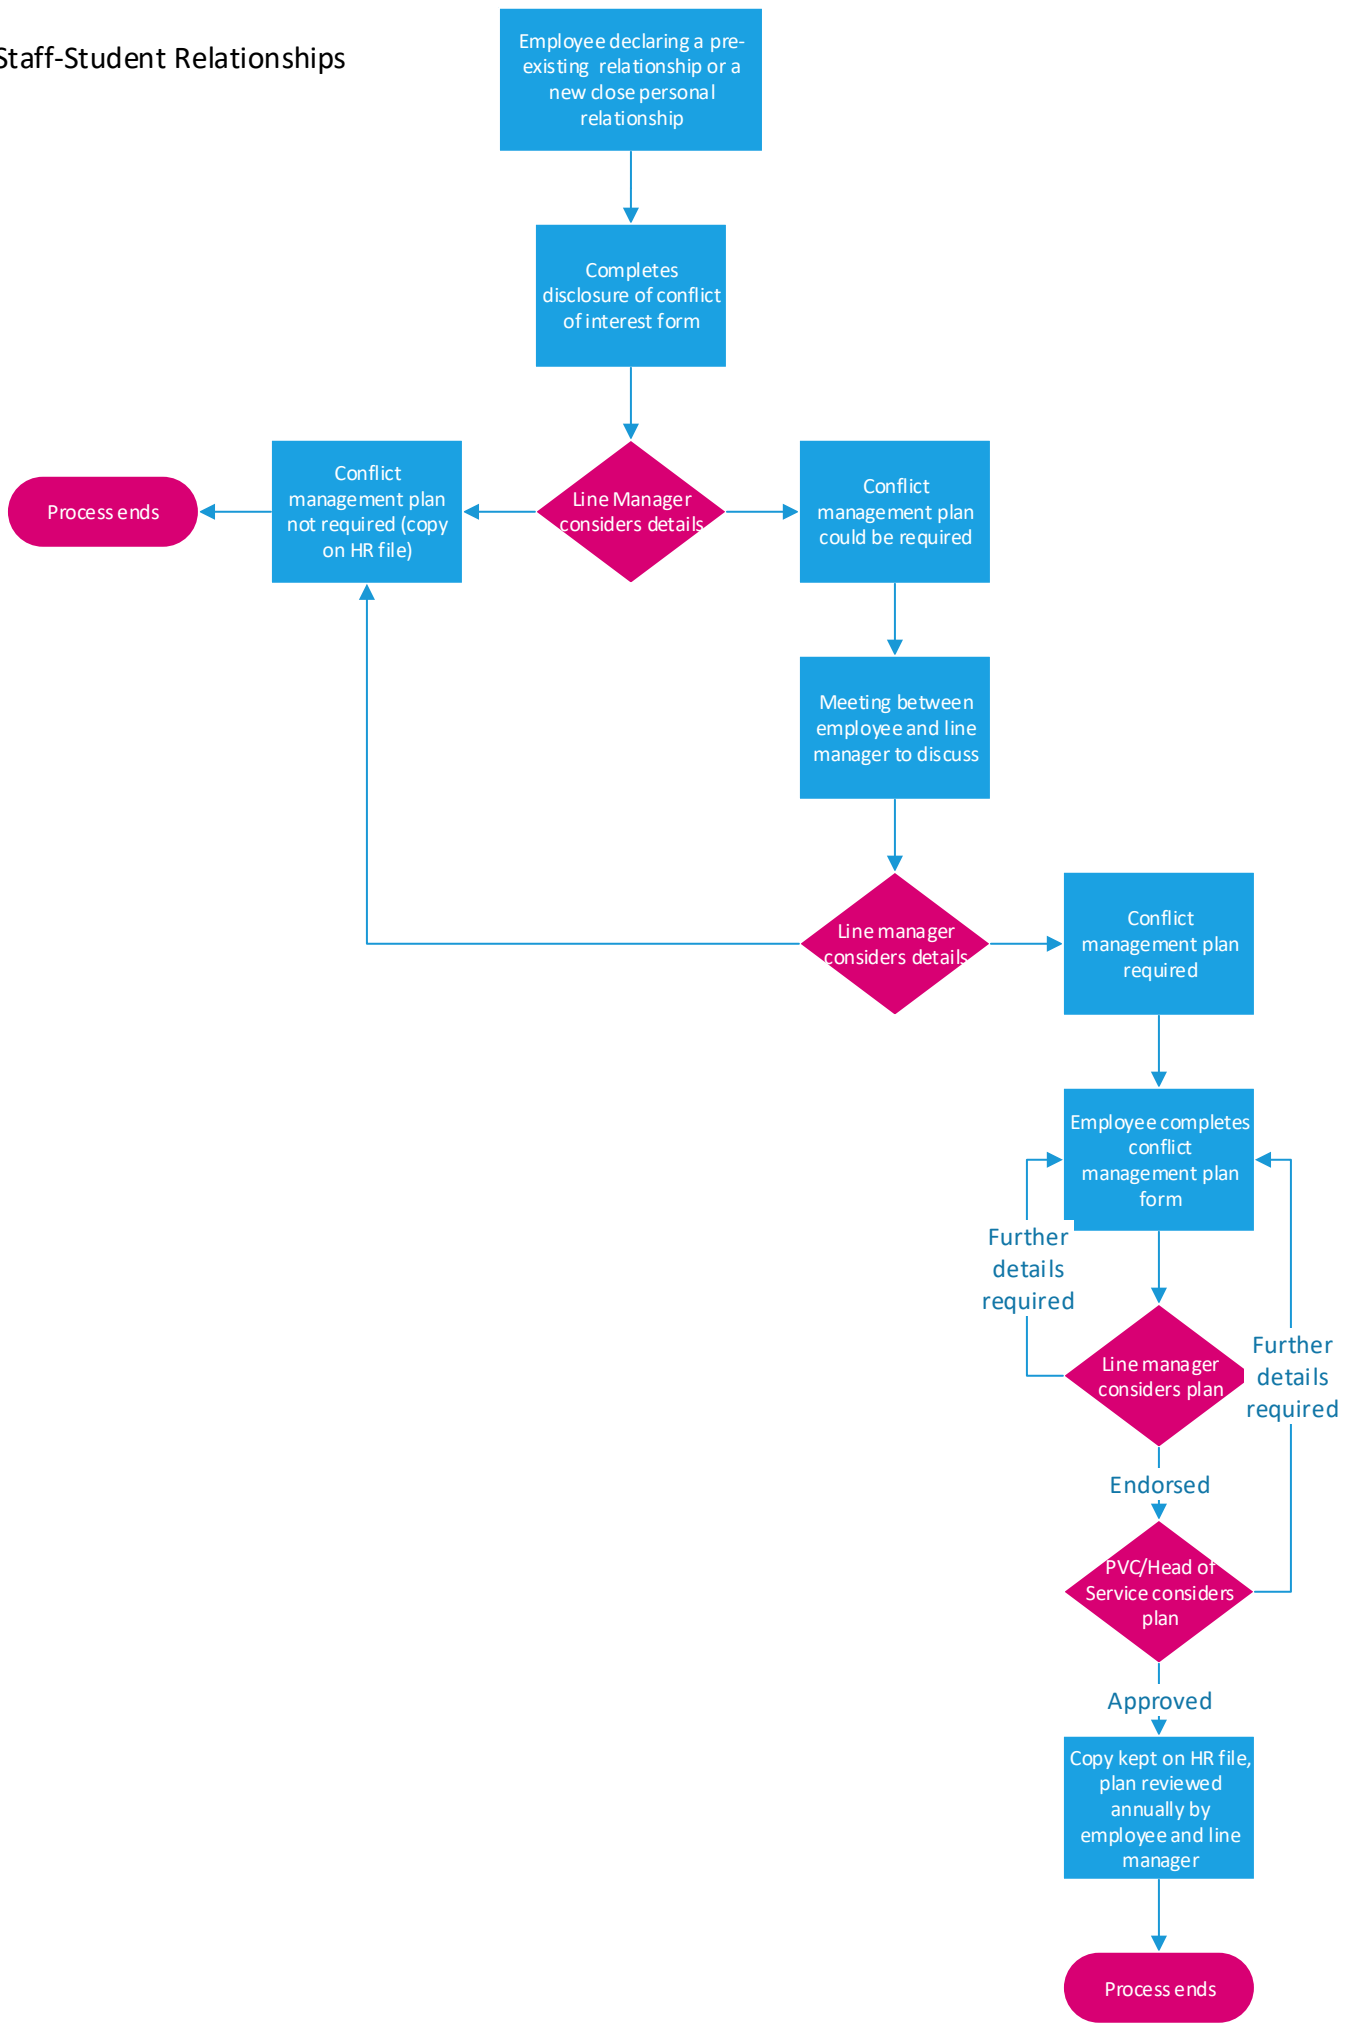 Staff-Student Relationships
Employee declaring a pre-
existing relationship or a
new close personal
relationship
Completes
disclosure of conflict
of interest form
Process ends
Conflict
management plan
not required (copy
on HR file)
Line Manager
considers details
Conflict
management plan
could be required
Meeting between
employee and line
manager to discuss
Line manager
considers details
Conflict
management plan
required
Employee completes
conflict
management plan
form
Further
details
required
Line manager
considers plan
Further
details
required
Endorsed
PVC/Head of
Service considers
plan
Approved
Copy kept on HR file,
plan reviewed
annually by
employee and line
manager
Process ends